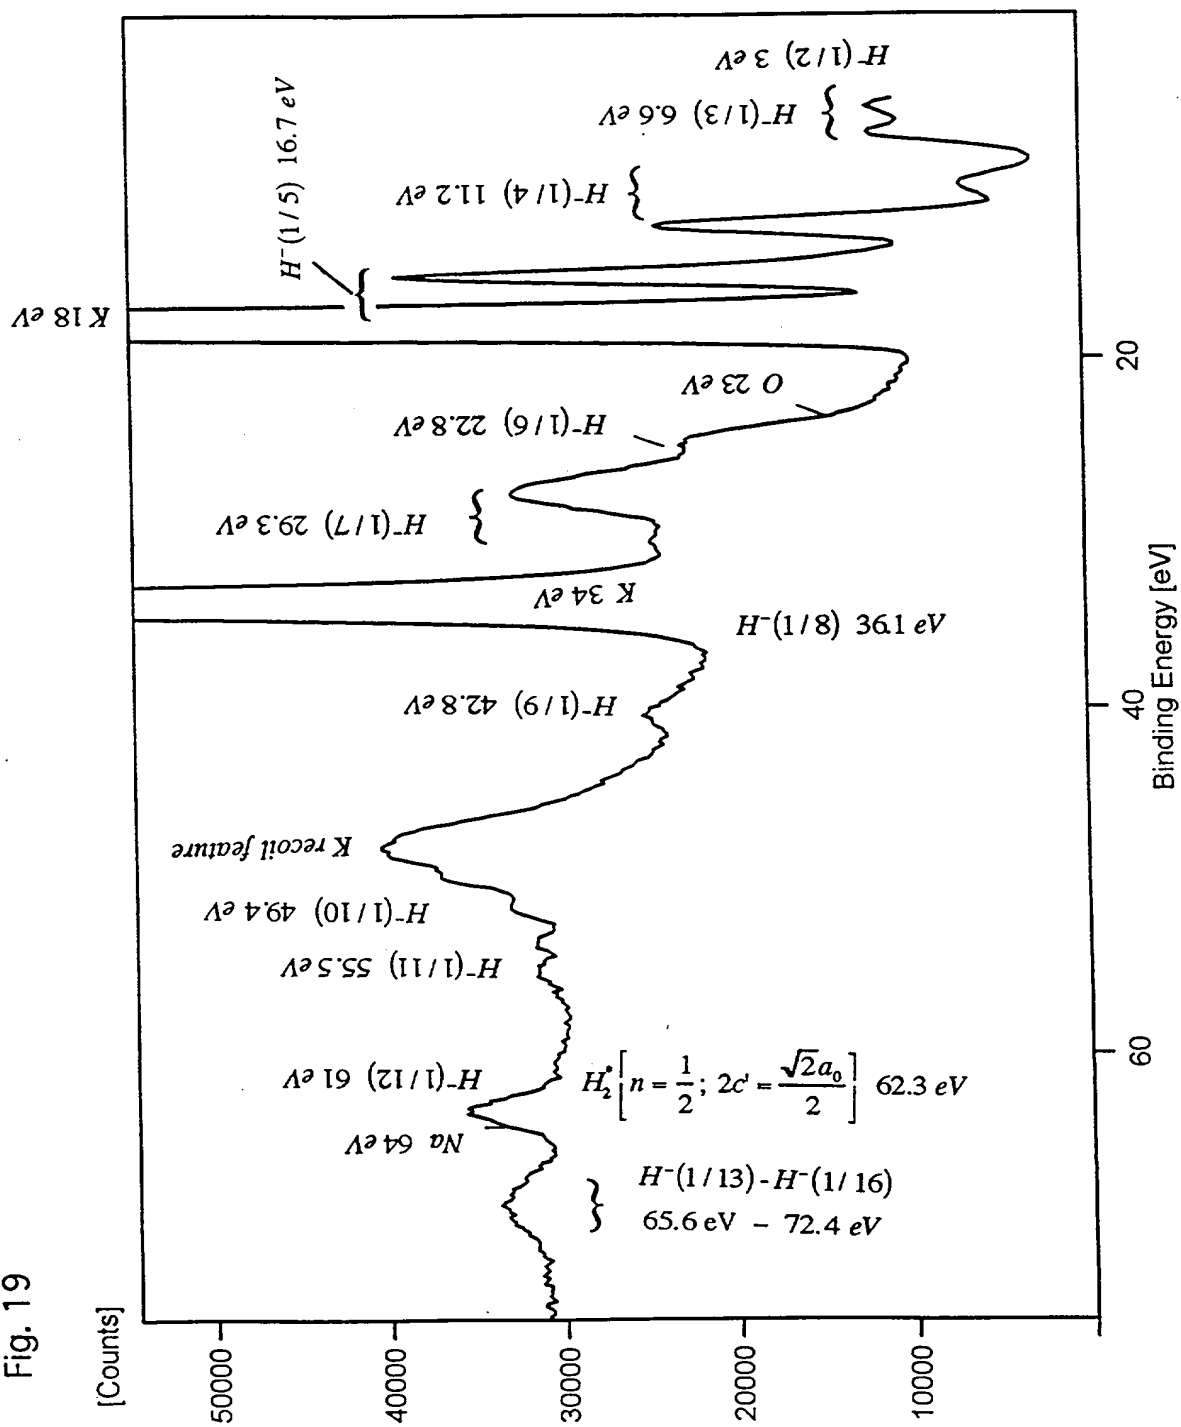 Fig. 19
[Counts]
50000
40000
30000
20000
10000
60
40
20
Binding Energy [eV]
H⁻(1/13) - H⁻(1/16)
65.6 eV – 72.4 eV
Na 64 eV
H₂*[n = 1/2; 2c' = √2a₀/2] 62.3 eV
H⁻(1/12) 61 eV
H⁻(1/11) 55.5 eV
H⁻(1/10) 49.4 eV
K recoil feature
H⁻(1/9) 42.8 eV
H⁻(1/8) 36.1 eV
K 34 eV
H⁻(1/7) 29.3 eV
H⁻(1/6) 22.8 eV
O 23 eV
K 18 eV
H⁻(1/5) 16.7 eV
H⁻(1/4) 11.2 eV
H⁻(1/3) 6.6 eV
H⁻(1/2) 3 eV